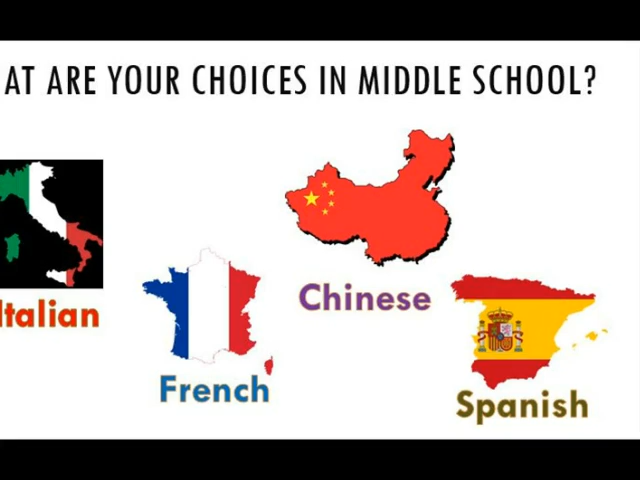 AT ARE YOUR CHOICES IN MIDDLE SCHOOL?
Italian
French
Chinese
Spanish